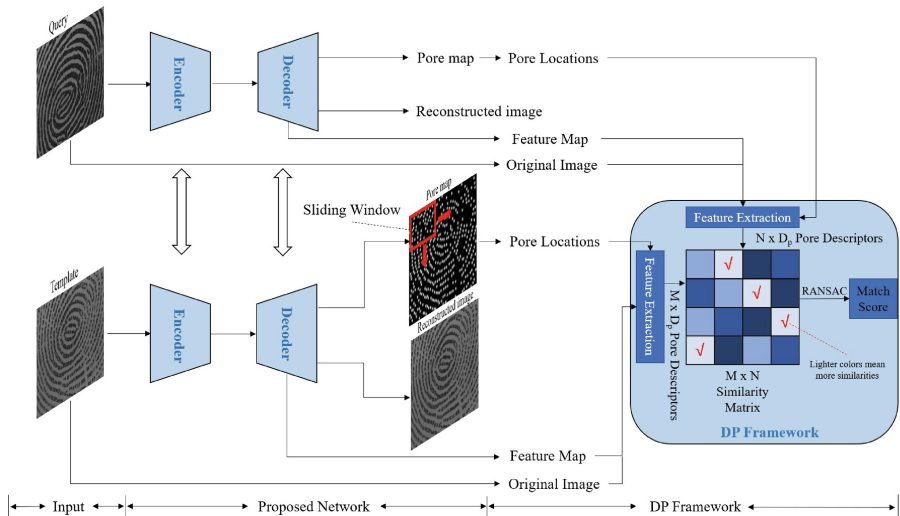 Query
Encoder
Decoder
Pore map
Pore Locations
Reconstructed image
Feature Map
Original Image
Sliding Window
Pore map
Template
Encoder
Decoder
Reconstructed image
Pore Locations
Feature Map
Original Image
Feature Extraction
N x Dp Pore Descriptors
Feature Extraction
M x Dp Pore Descriptors
√
√
√
√
RANSAC
Match
Score
Lighter colors mean
more similarities
M x N
Similarity
Matrix
DP Framework
Input
Proposed Network
DP Framework